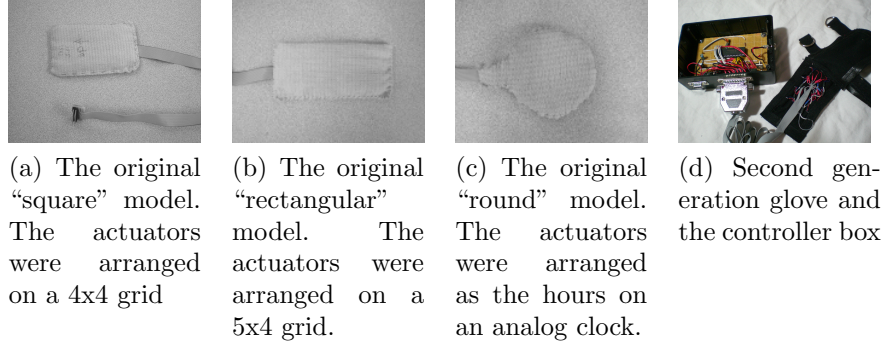 (a) The original
“square” model.
The actuators
were arranged
on a 4x4 grid
(b) The original
“rectangular”
model. The
actuators were
arranged on a
5x4 grid.
(c) The original
“round” model.
The actuators
were arranged
as the hours on
an analog clock.
(d) Second gen-
eration glove and
the controller box